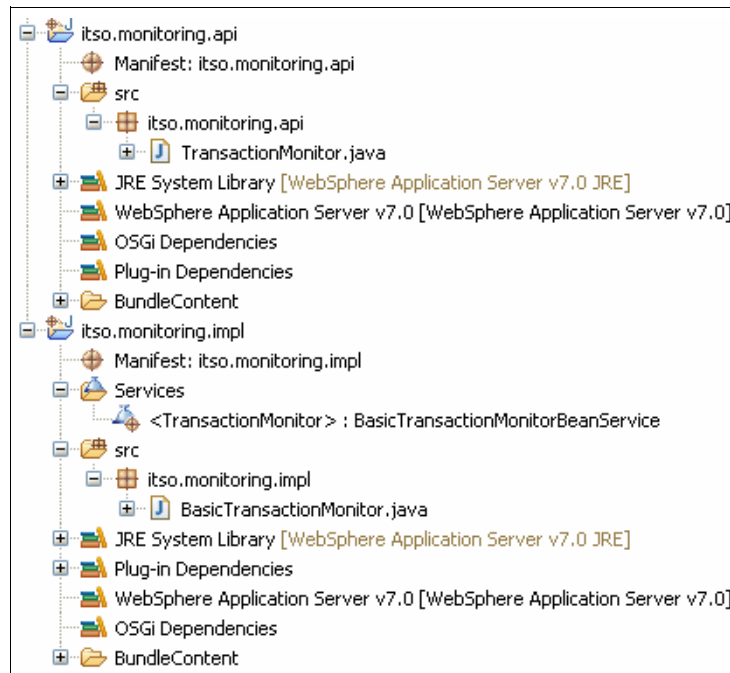 itso.monitoring.api
Manifest: itso.monitoring.api
src
itso.monitoring.api
TransactionMonitor.java
JRE System Library [WebSphere Application Server v7.0 JRE]
WebSphere Application Server v7.0 [WebSphere Application Server v7.0]
OSGi Dependencies
Plug-in Dependencies
BundleContent
itso.monitoring.impl
Manifest: itso.monitoring.impl
Services
<TransactionMonitor> : BasicTransactionMonitorBeanService
src
itso.monitoring.impl
BasicTransactionMonitor.java
JRE System Library [WebSphere Application Server v7.0 JRE]
Plug-in Dependencies
WebSphere Application Server v7.0 [WebSphere Application Server v7.0]
OSGi Dependencies
BundleContent